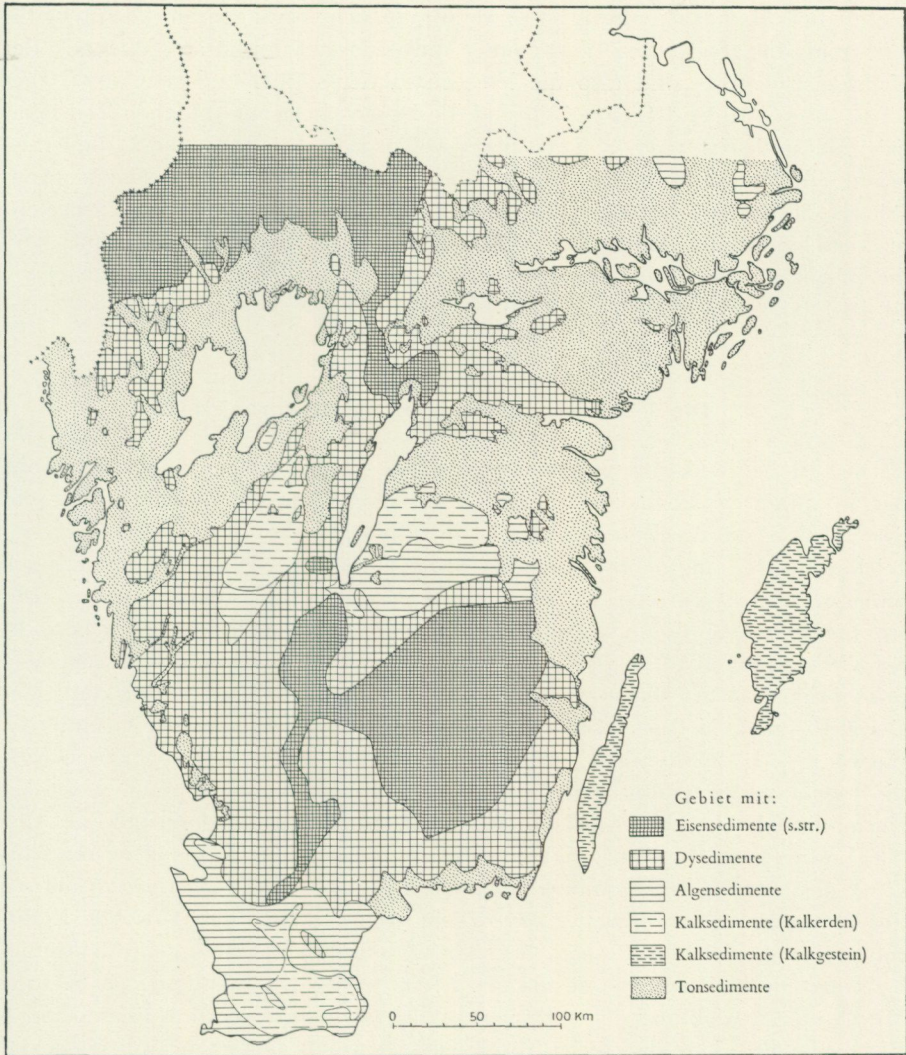 Gebiet mit:
Eisensedimente (s.str.)
Dysedimente
Algensedimente
Kalksedimente (Kalkerden)
Kalksedimente (Kalkgestein)
Tonsedimente
0 50 100 Km